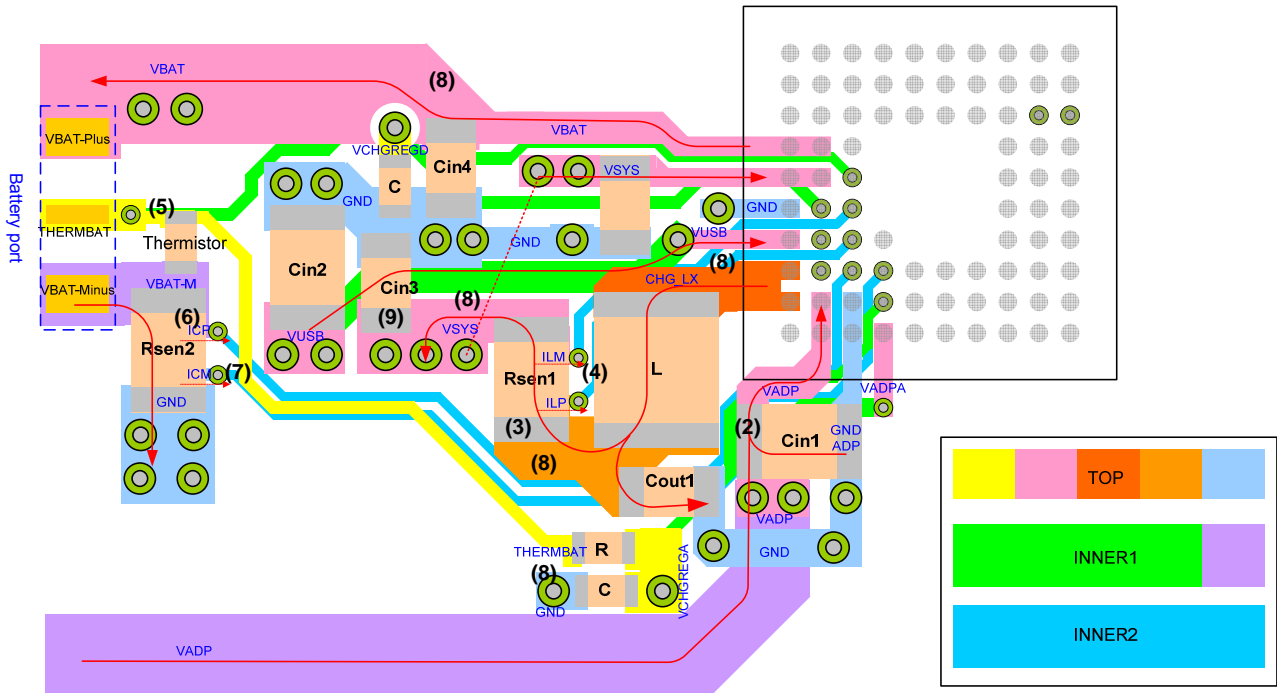 VBAT
(8)
VBAT
VBAT-Plus
VCHGREGD
Cin4
C
VSYS
GND
GND
Battery port
THERMBAT
(5)
Thermistor
GND
VUSB
(8)
Cin2
Cin3
CHG_LX
VBAT-M
VBAT-Minus
(6)
ICP
Rsen2
(8)
(9)
VSYS
VUSB
ILM
(4)
L
Rsen1
ICM
(7)
ILP
GND
VADP
VADPA
(3)
(2)
Cin1
GND
ADP
(8)
Cout1
VADP
THERMBAT
R
GND
VCHGREGA
(8)
C
GND
VADP
TOP
INNER1
INNER2